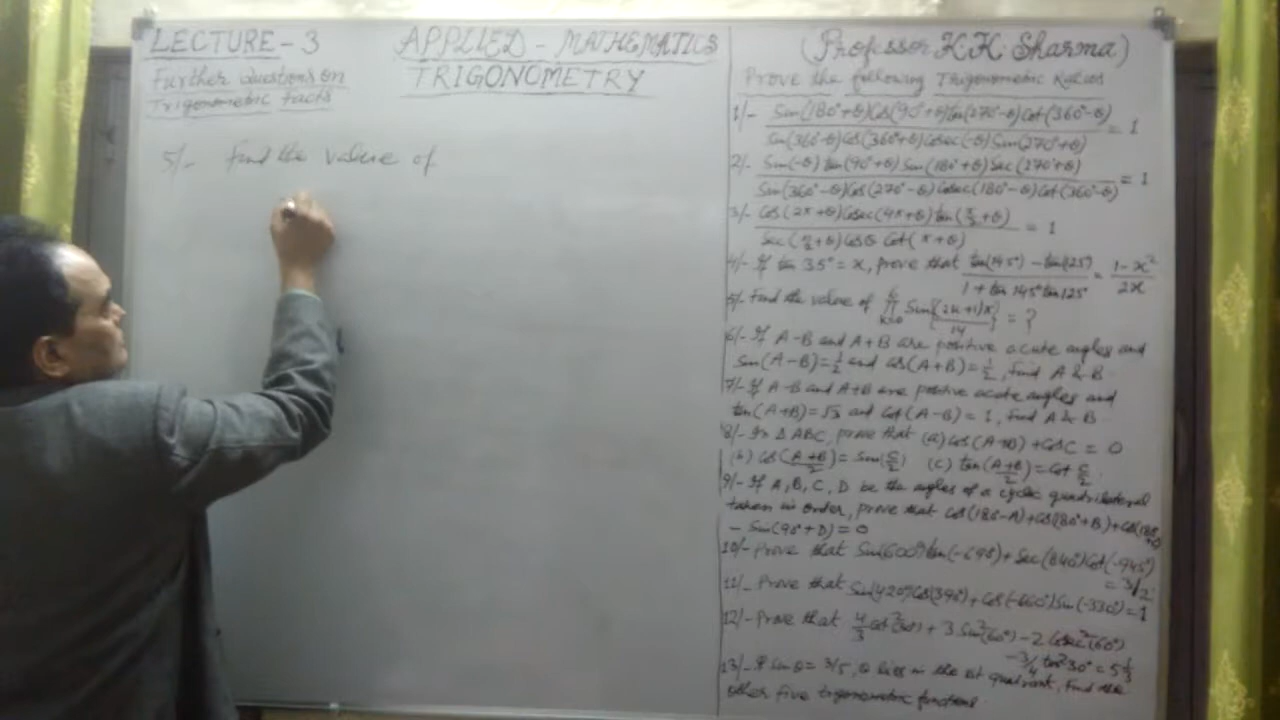 LECTURE - 3
APPLIED - MATHEMATICS
TRIGONOMETRY
Further Questions on
Trigonometric facts
5/- Find the value of
(Professor K.K. Sharma)
Prove the following Trigonometric Ratios
1/- Sin(180°+θ)Cos(90°+θ)tan(270°-θ)Cot(360°-θ)
Sin(360°-θ)Cos(360°+θ)Cosec(-θ)Sin(270°+θ) = 1
2/- Sin(-θ) tan(90°+θ) Sin(180°+θ) Sec(270°+θ)
Sin(360°-θ)Cos(270°-θ)Cosec(180°-θ)Cot(360°-θ) = 1
3/- Cos(2π+θ)Cosec(4π+θ)tan(π/2+θ)
Sec(π/2+θ)Cosθ Cot(π+θ) = 1
4/- If tan 35° = x, prove that tan(145°) - tan(125°) = 1-x²
1 + tan 145° tan 125° 2x
5/- Find the value of 6∏k=0 Sin{(2k+1)π
14} = ?
6/- If A-B and A+B are positive acute angles and
Sin(A-B)=1/2 and cos(A+B)=1/2, find A & B
7/- If A-B and A+B are positive acute angles and
tan(A+B)=√3 and Cot(A-B) = 1, find A & B
8/- In Δ ABC, prove that (a) Cos(A+B) + CosC = 0
(b) Cos(A+B/2) = Sin(C/2) (c) tan(A+B/2) = Cot C/2.
9/- If A, B, C, D be the angles of a cyclic quadrilateral
taken in order, prove that Cos(180-A)+Cos(180°+B)+Cos(180+C)
- Sin(90°+D) = 0
10/- Prove that Sin(600°)tan(-690°) + Sec(840°)Cot(-945°)
= 3/2
11/- Prove that Sin(420°)Cos(390°) + Cos(-660°)Sin(-330°) = 1
12/- Prove that 4/3 Cot²(30°) + 3 Sin²(60°) - 2 Cosec²(60°)
- 3/4 tan² 30° = 5 1/3
13/- If Sin θ = 3/5, θ lies in the 1st quadrant, find the
other five trigonometric functions.